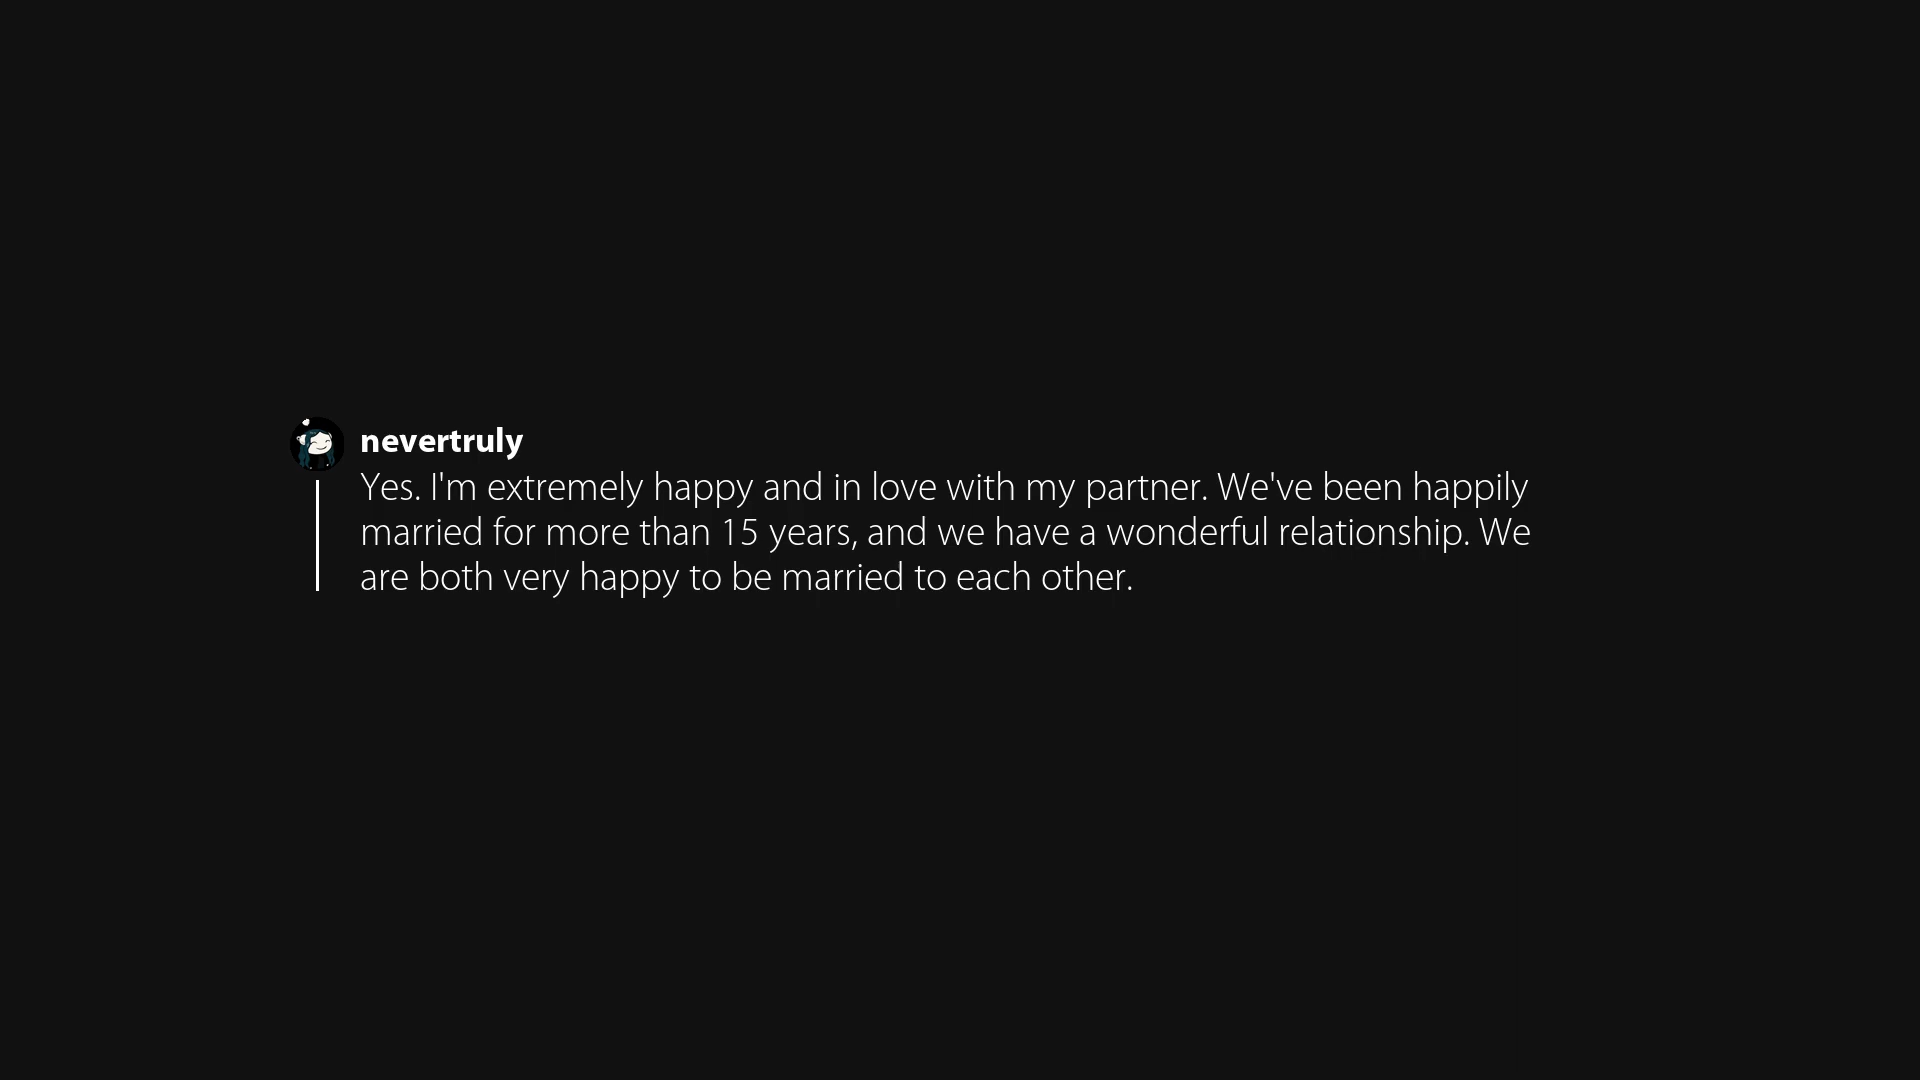 nevertruly
Yes. I'm extremely happy and in love with my partner. We've been happily
married for more than 15 years, and we have a wonderful relationship. We
are both very happy to be married to each other.